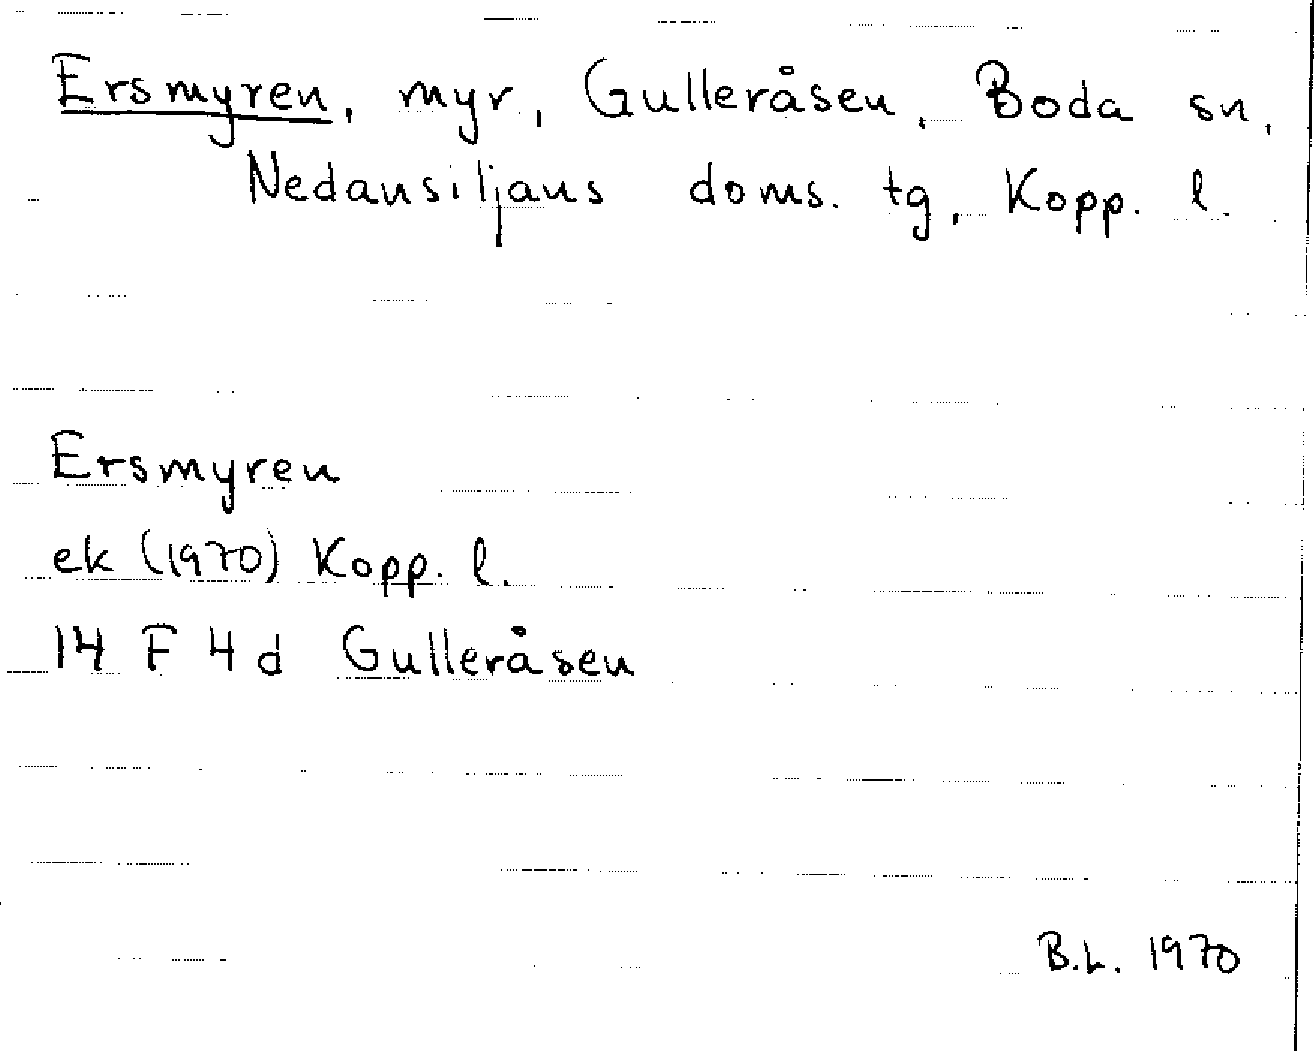 Ersmyren, myr, Gulleråsen, Boda sn,
Nedansiljans doms. tg, Kopp. l.
Ersmyren
ek (1970) Kopp. l.
14 F 4 d Gulleråsen
B.L. 1970